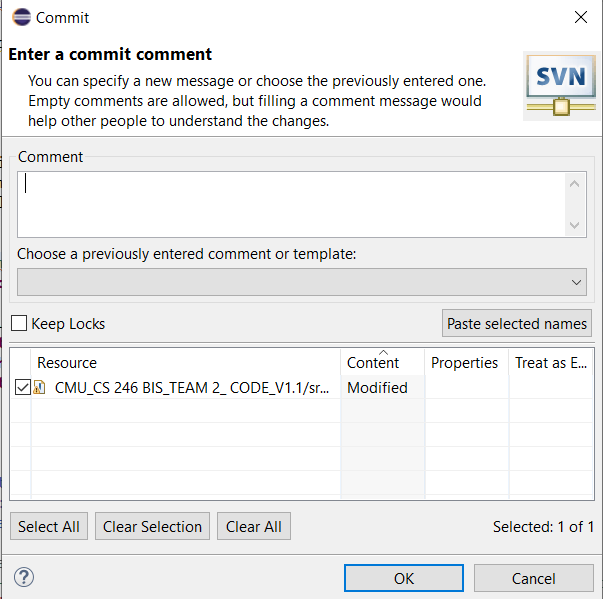 Commit
Enter a commit comment
You can specify a new message or choose the previously entered one.
Empty comments are allowed, but filling a comment message would
help other people to understand the changes.
SVN
Comment
Choose a previously entered comment or template:
Keep Locks
Paste selected names
Resource Content Properties Treat as E...
CMU_CS 246 BIS_TEAM 2_ CODE_V1.1/sr... Modified
Select All Clear Selection Clear All Selected: 1 of 1
? OK Cancel